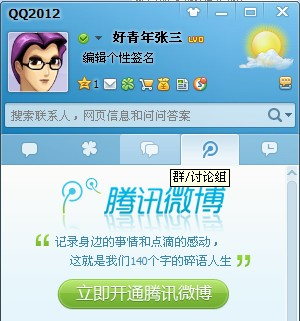 QQ2012
好青年张三 LV0
编辑个性签名
1
搜索联系人，网页信息和问问答案
群/讨论组
腾讯微博
记录身边的事情和点滴的感动，
这就是我们140个字的碎语人生
立即开通腾讯微博